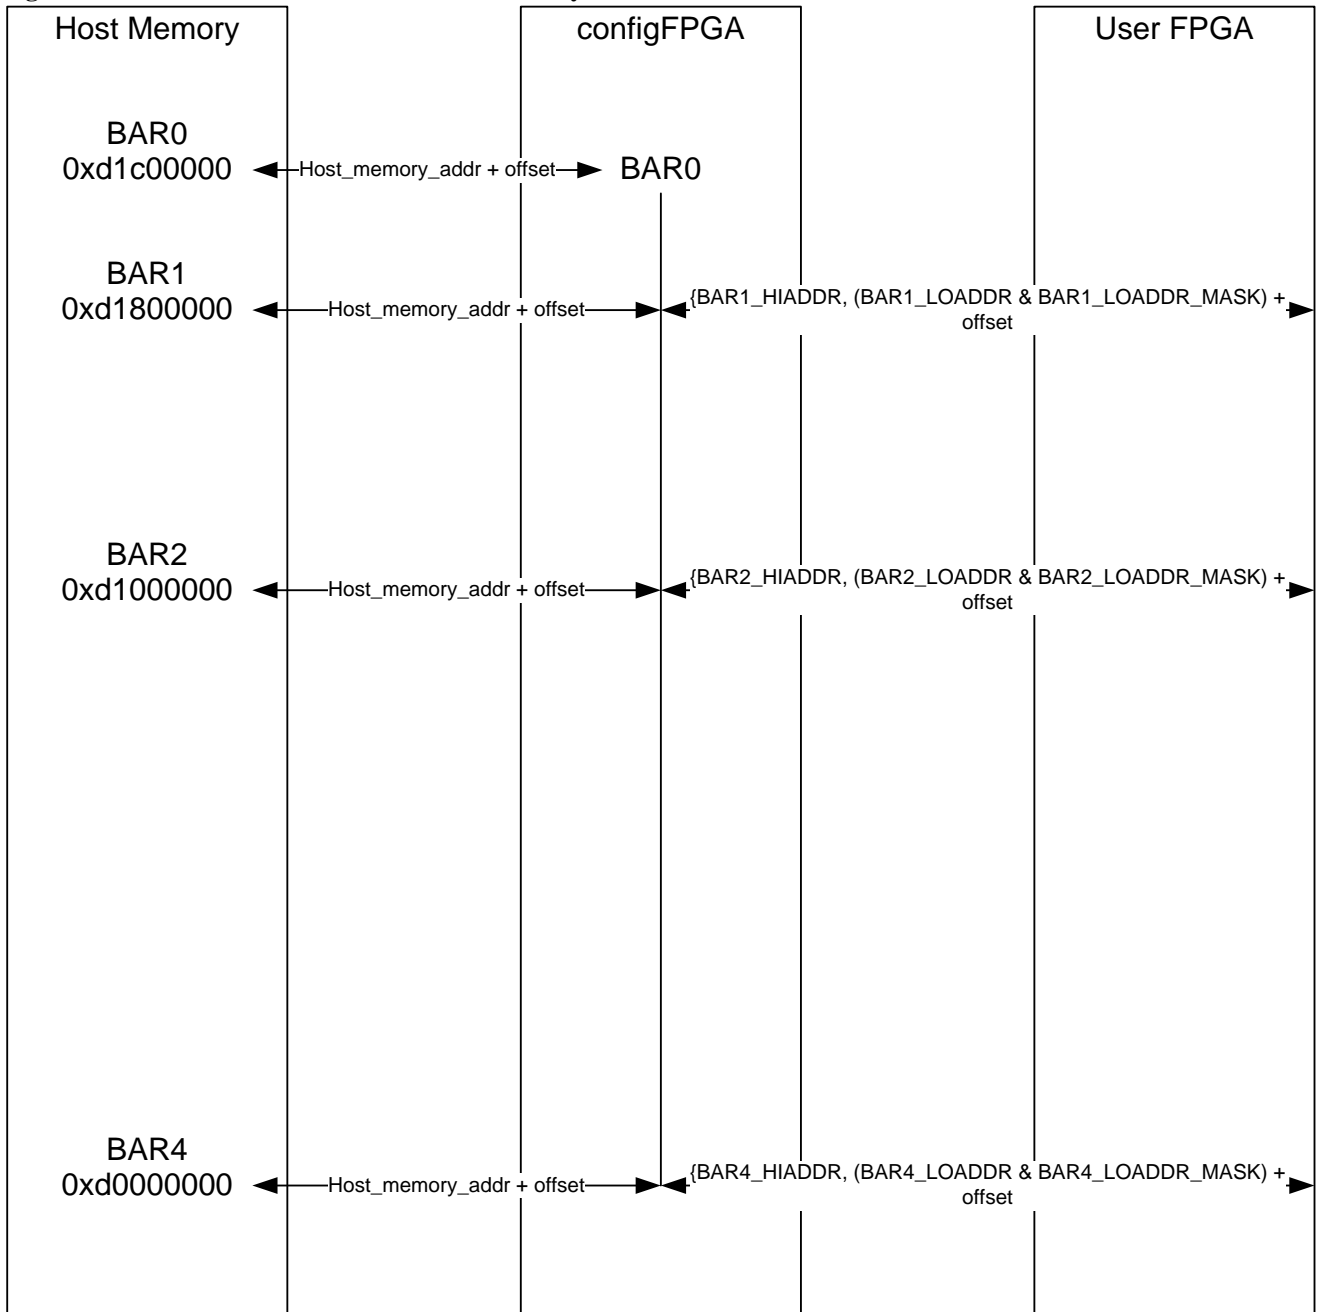 Host Memory
configFPGA
User FPGA
BAR0
0xd1c00000
Host_memory_addr + offset
BAR0
BAR1
0xd1800000
Host_memory_addr + offset
{BAR1_HIADDR, (BAR1_LOADDR & BAR1_LOADDR_MASK) +
offset
BAR2
0xd1000000
Host_memory_addr + offset
{BAR2_HIADDR, (BAR2_LOADDR & BAR2_LOADDR_MASK) +
offset
BAR4
0xd0000000
Host_memory_addr + offset
{BAR4_HIADDR, (BAR4_LOADDR & BAR4_LOADDR_MASK) +
offset